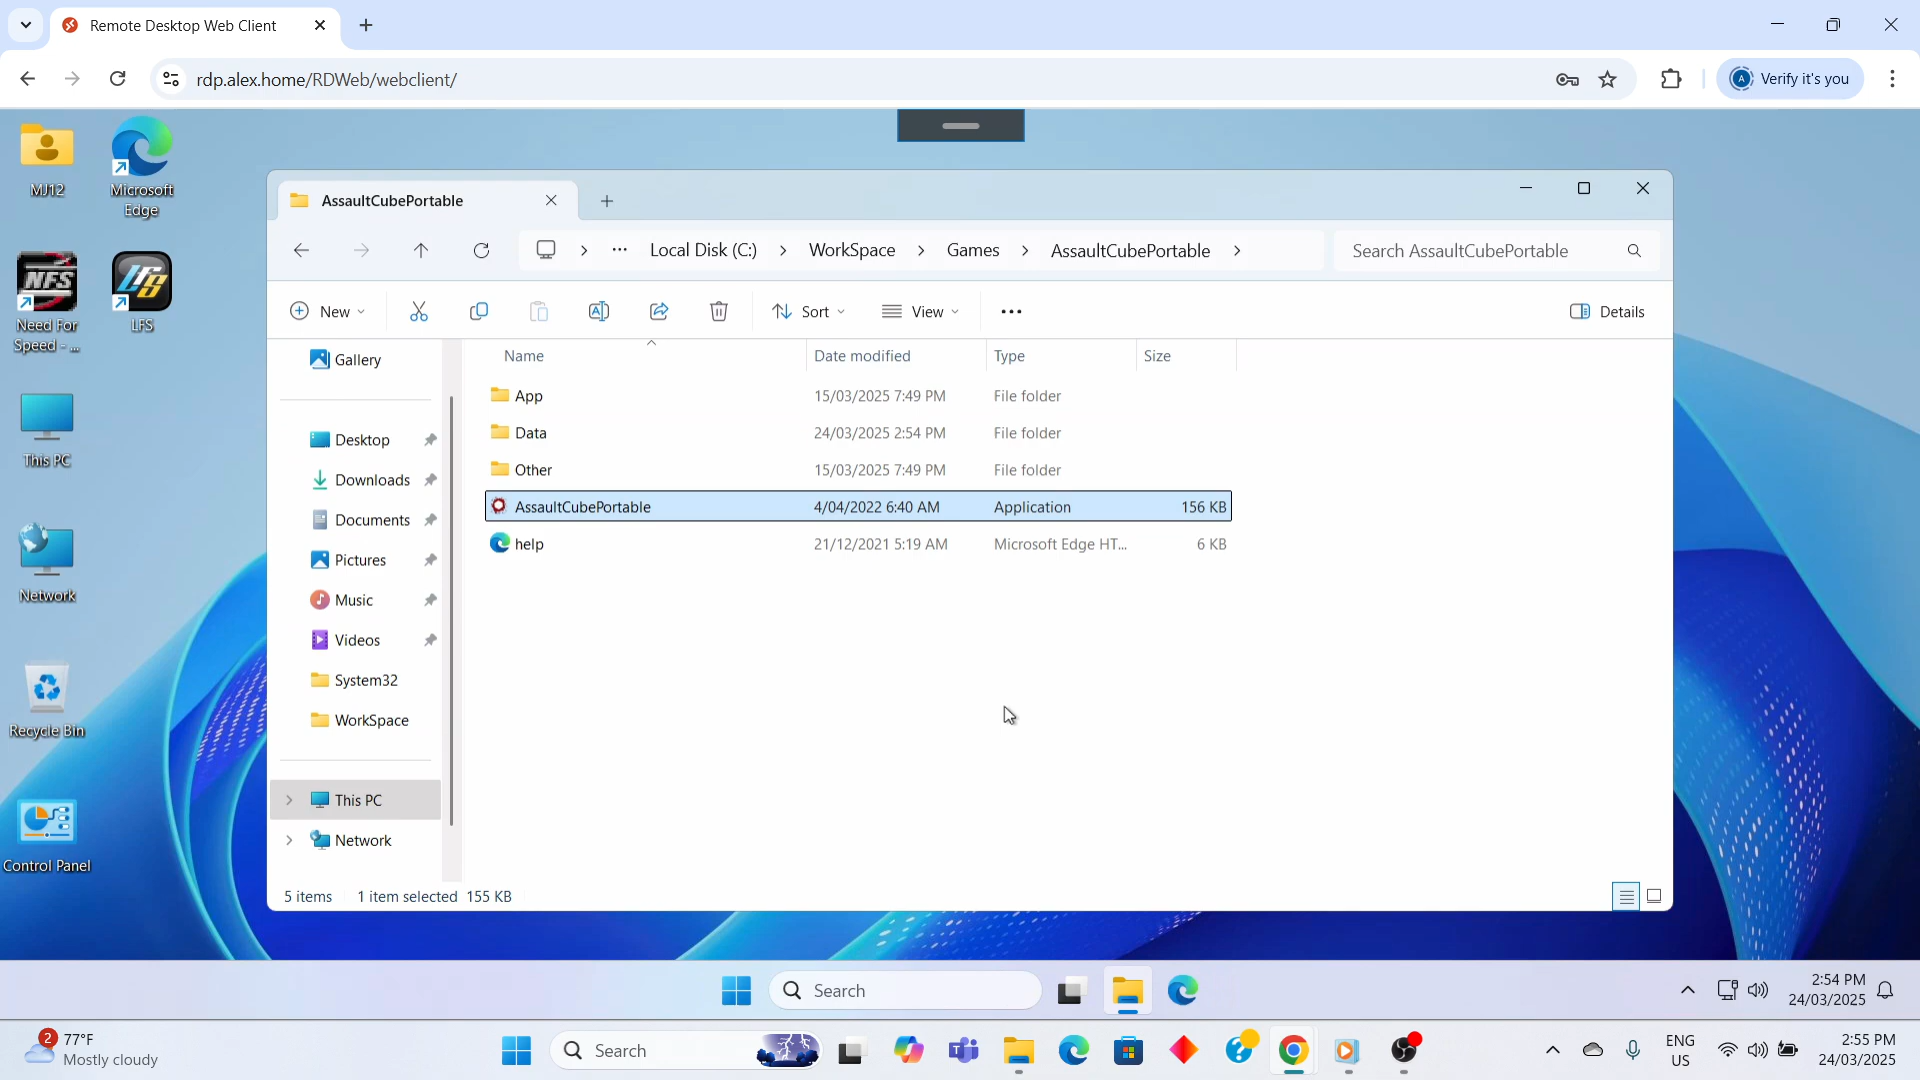 Remote Desktop Web Client
rdp.alex.home/RDWeb/webclient/
A
Verify it's you
MJ12
Microsoft
Edge
NFS
Need For
Speed - ...
LFS
LFS
This PC
Network
Recycle Bin
Control Panel
AssaultCubePortable
... Local Disk (C:) > WorkSpace > Games > AssaultCubePortable >
Search AssaultCubePortable
New
Sort
View
Details
Name Date modified Type Size
App 15/03/2025 7:49 PM File folder
Data 24/03/2025 2:54 PM File folder
Other 15/03/2025 7:49 PM File folder
AssaultCubePortable 4/04/2022 6:40 AM Application 156 KB
help 21/12/2021 5:19 AM Microsoft Edge HT... 6 KB
Gallery
Desktop
Downloads
Documents
Pictures
Music
Videos
System32
WorkSpace
This PC
Network
5 items 1 item selected 155 KB
Search
2:54 PM
24/03/2025
2
77°F
Mostly cloudy
Search
ENG
US
2:55 PM
24/03/2025